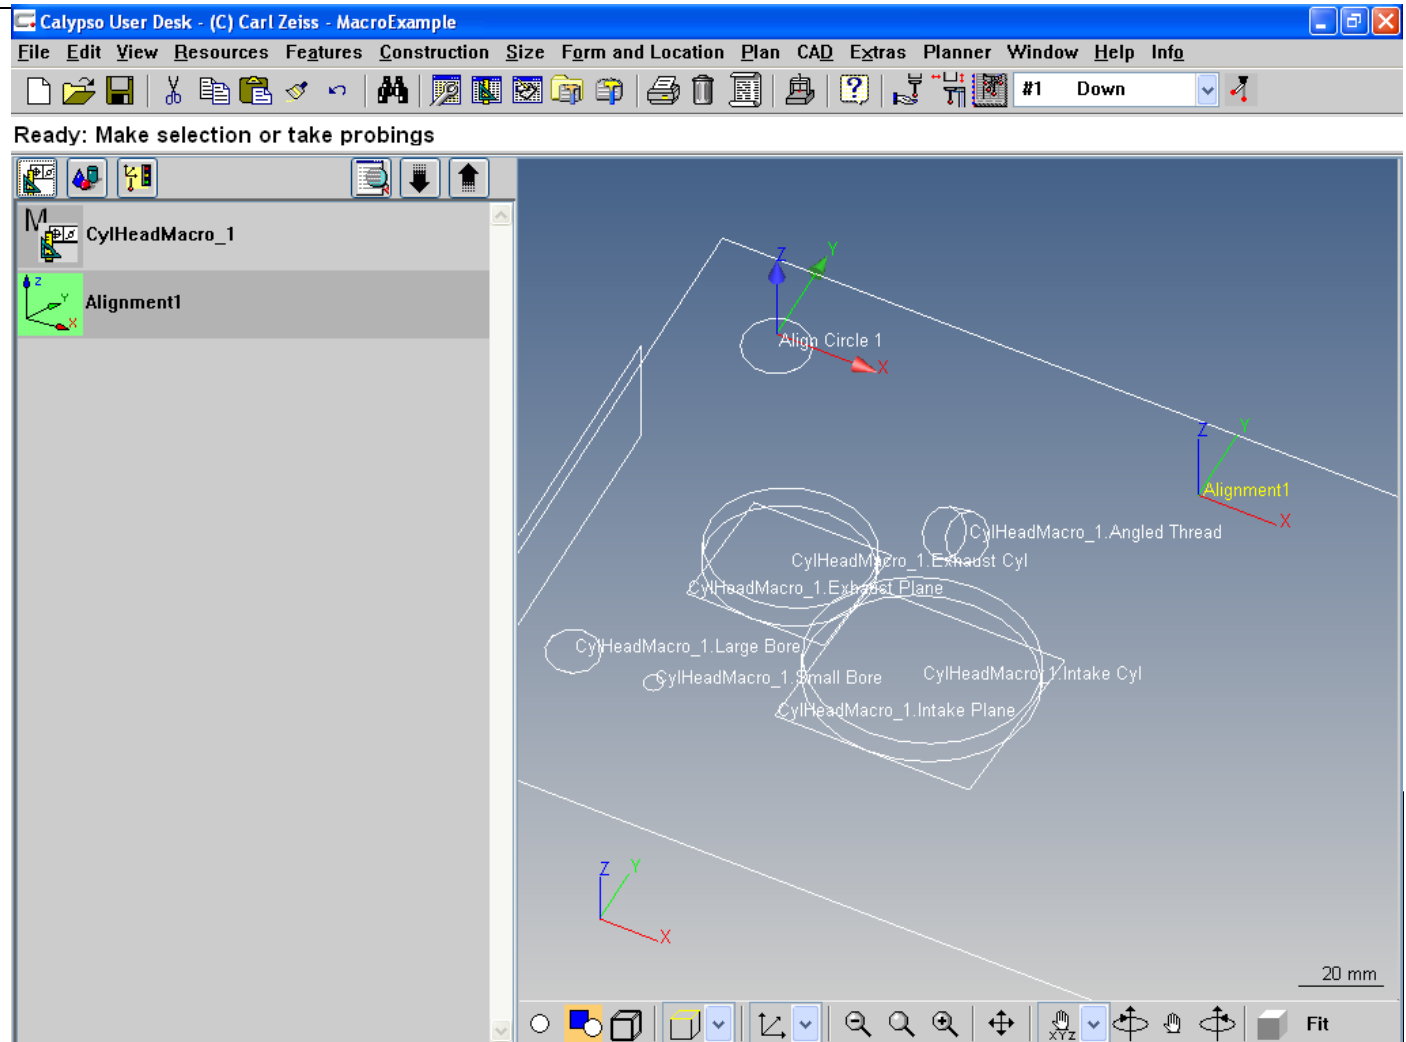 Calypso User Desk - (C) Carl Zeiss - MacroExample
File Edit View Resources Features Construction Size Form and Location Plan CAD Extras Planner Window Help Info
#1 Down
Ready: Make selection or take probings
M CylHeadMacro_1
Z Y X Alignment1
Z Y
Align Circle 1
X
Z Y
Alignment1
X
CylHeadMacro_1.Angled Thread
CylHeadMacro_1.Exhaust Cyl
CylHeadMacro_1.Exhaust Plane
CylHeadMacro_1.Large Bore
CylHeadMacro_1.Small Bore
CylHeadMacro_1.Intake Cyl
CylHeadMacro_1.Intake Plane
Z Y
X
20 mm
XYZ
Fit